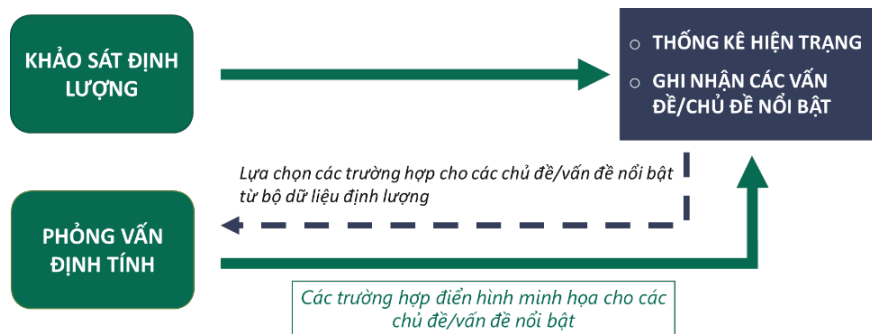 KHẢO SÁT ĐỊNH
LƯỢNG
○ THỐNG KÊ HIỆN TRẠNG
○ GHI NHẬN CÁC VẤN
ĐỀ/CHỦ ĐỀ NỔI BẬT
Lựa chọn các trường hợp cho các chủ đề/vấn đề nổi bật
từ bộ dữ liệu định lượng
PHỎNG VẤN
ĐỊNH TÍNH
Các trường hợp điển hình minh họa cho các
chủ đề/vấn đề nổi bật